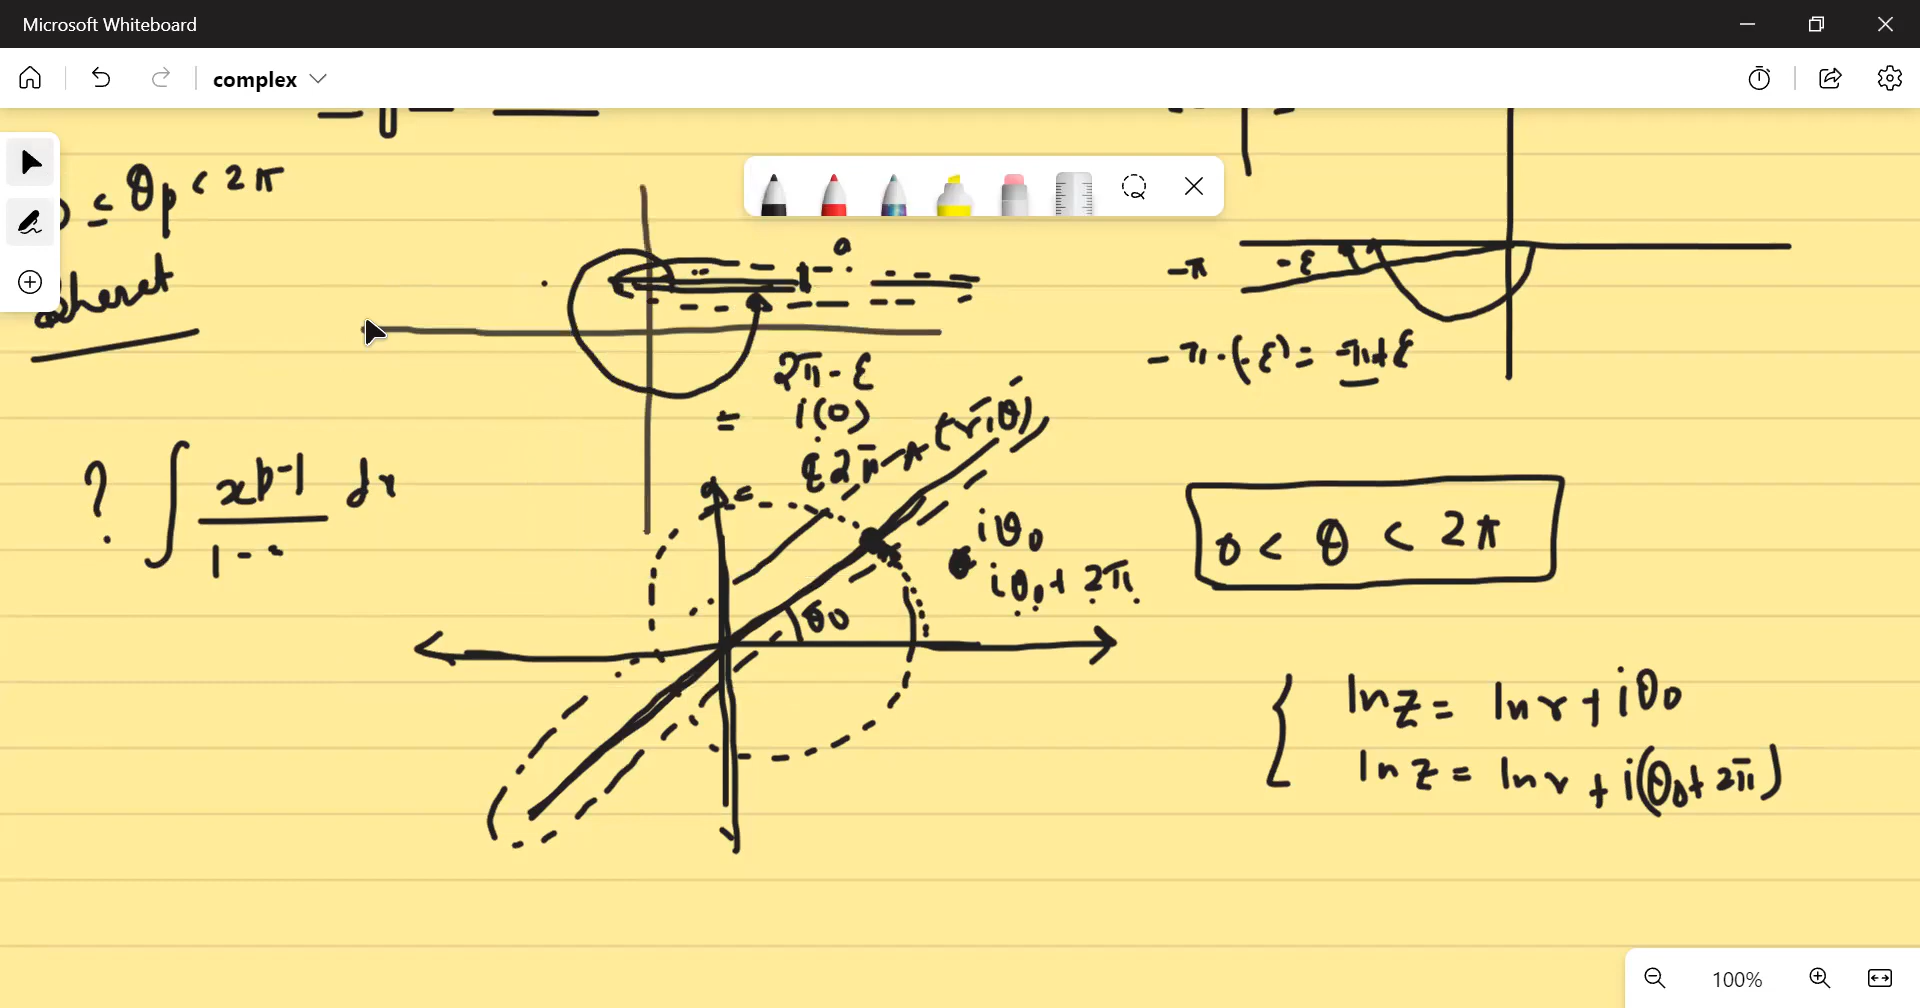 Microsoft Whiteboard
complex
≤ θp < 2π
a
-π
-ε
-π-(-ε) = -π+ε
2π-ε
= i(0)
(r, iθ)
? ∫ x^(p-1) / 1- dx
iθ0
iθ0 + 2π
θ0
0 < θ < 2π
ln z = ln r + iθ0
ln z = ln r + i(θ0 + 2π)
100%